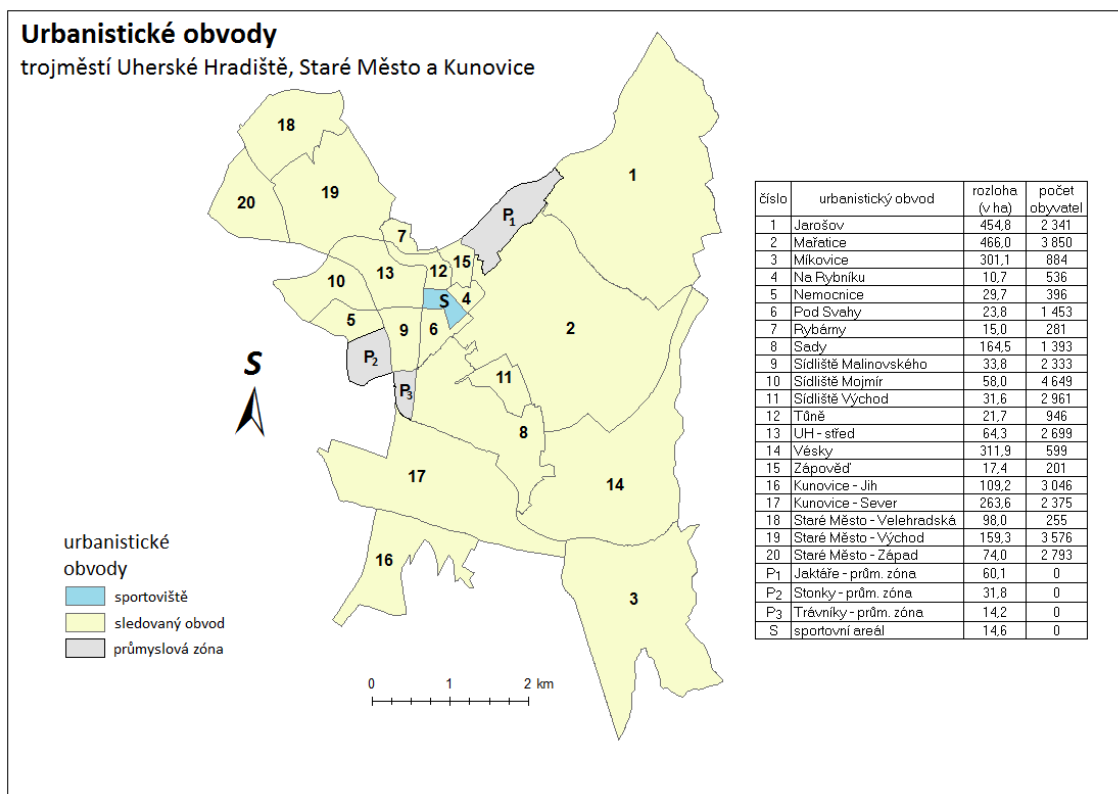 Urbanistické obvody
trojměstí Uherské Hradiště, Staré Město a Kunovice
18
1
20
19
P1
7
15
12
13
10
S
4
5
9
6
2
P2
11
P3
S
8
17
14
16
3
číslo urbanistický obvod rozloha (v ha) počet obyvatel
1 Jarošov 454,8 2 341
2 Mařatice 466,0 3 850
3 Míkovice 301,1 884
4 Na Rybníku 10,7 536
5 Nemocnice 29,7 396
6 Pod Svahy 23,8 1 453
7 Rybárny 15,0 281
8 Sady 164,5 1 393
9 Sídliště Malinovského 33,8 2 333
10 Sídliště Mojmír 58,0 4 649
11 Sídliště Východ 31,6 2 961
12 Tůně 21,7 946
13 UH - střed 64,3 2 699
14 Vésky 311,9 599
15 Zápověď 17,4 201
16 Kunovice - Jih 109,2 3 046
17 Kunovice - Sever 263,6 2 375
18 Staré Město - Velehradská 98,0 255
19 Staré Město - Východ 159,3 3 576
20 Staré Město - Západ 74,0 2 793
P1 Jaktáře - prům. zóna 60,1 0
P2 Stonky - prům. zóna 31,8 0
P3 Trávníky - prům. zóna 14,2 0
S sportovní areál 14,6 0
urbanistické
obvody
sportoviště
sledovaný obvod
průmyslová zóna
0 1 2 km